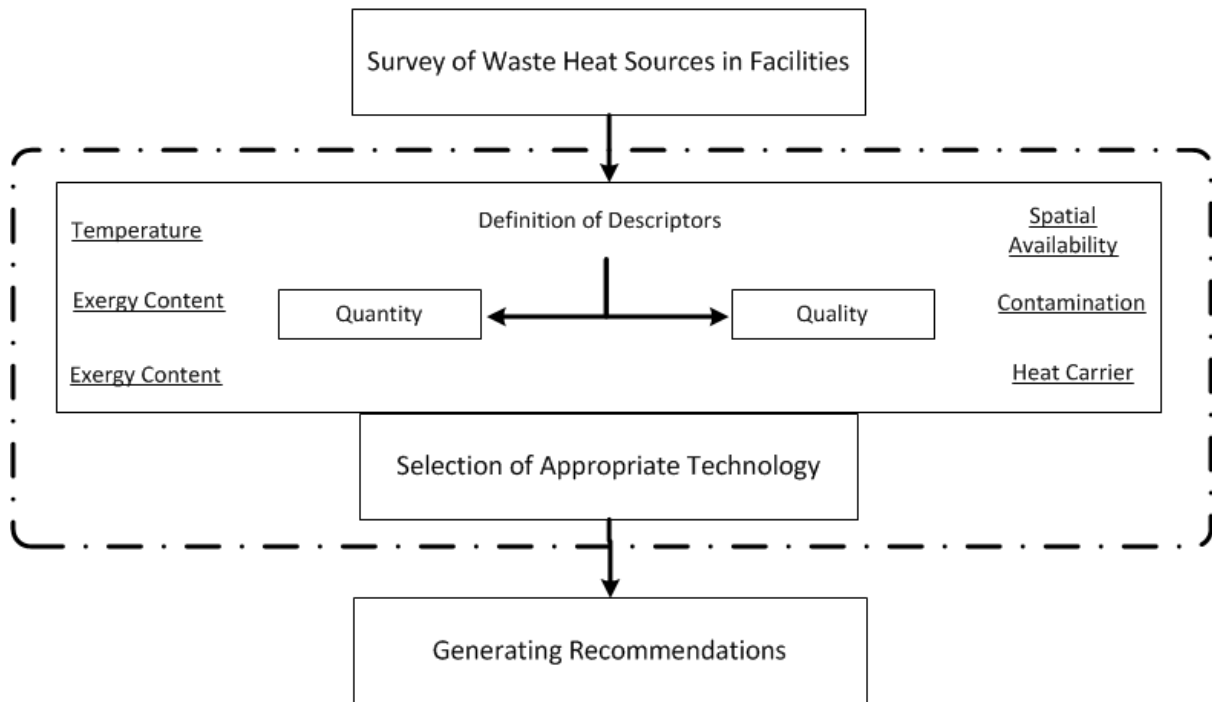 Survey of Waste Heat Sources in Facilities
Definition of Descriptors
Temperature
Exergy Content
Exergy Content
Quantity
Quality
Spatial
Availability
Contamination
Heat Carrier
Selection of Appropriate Technology
Generating Recommendations